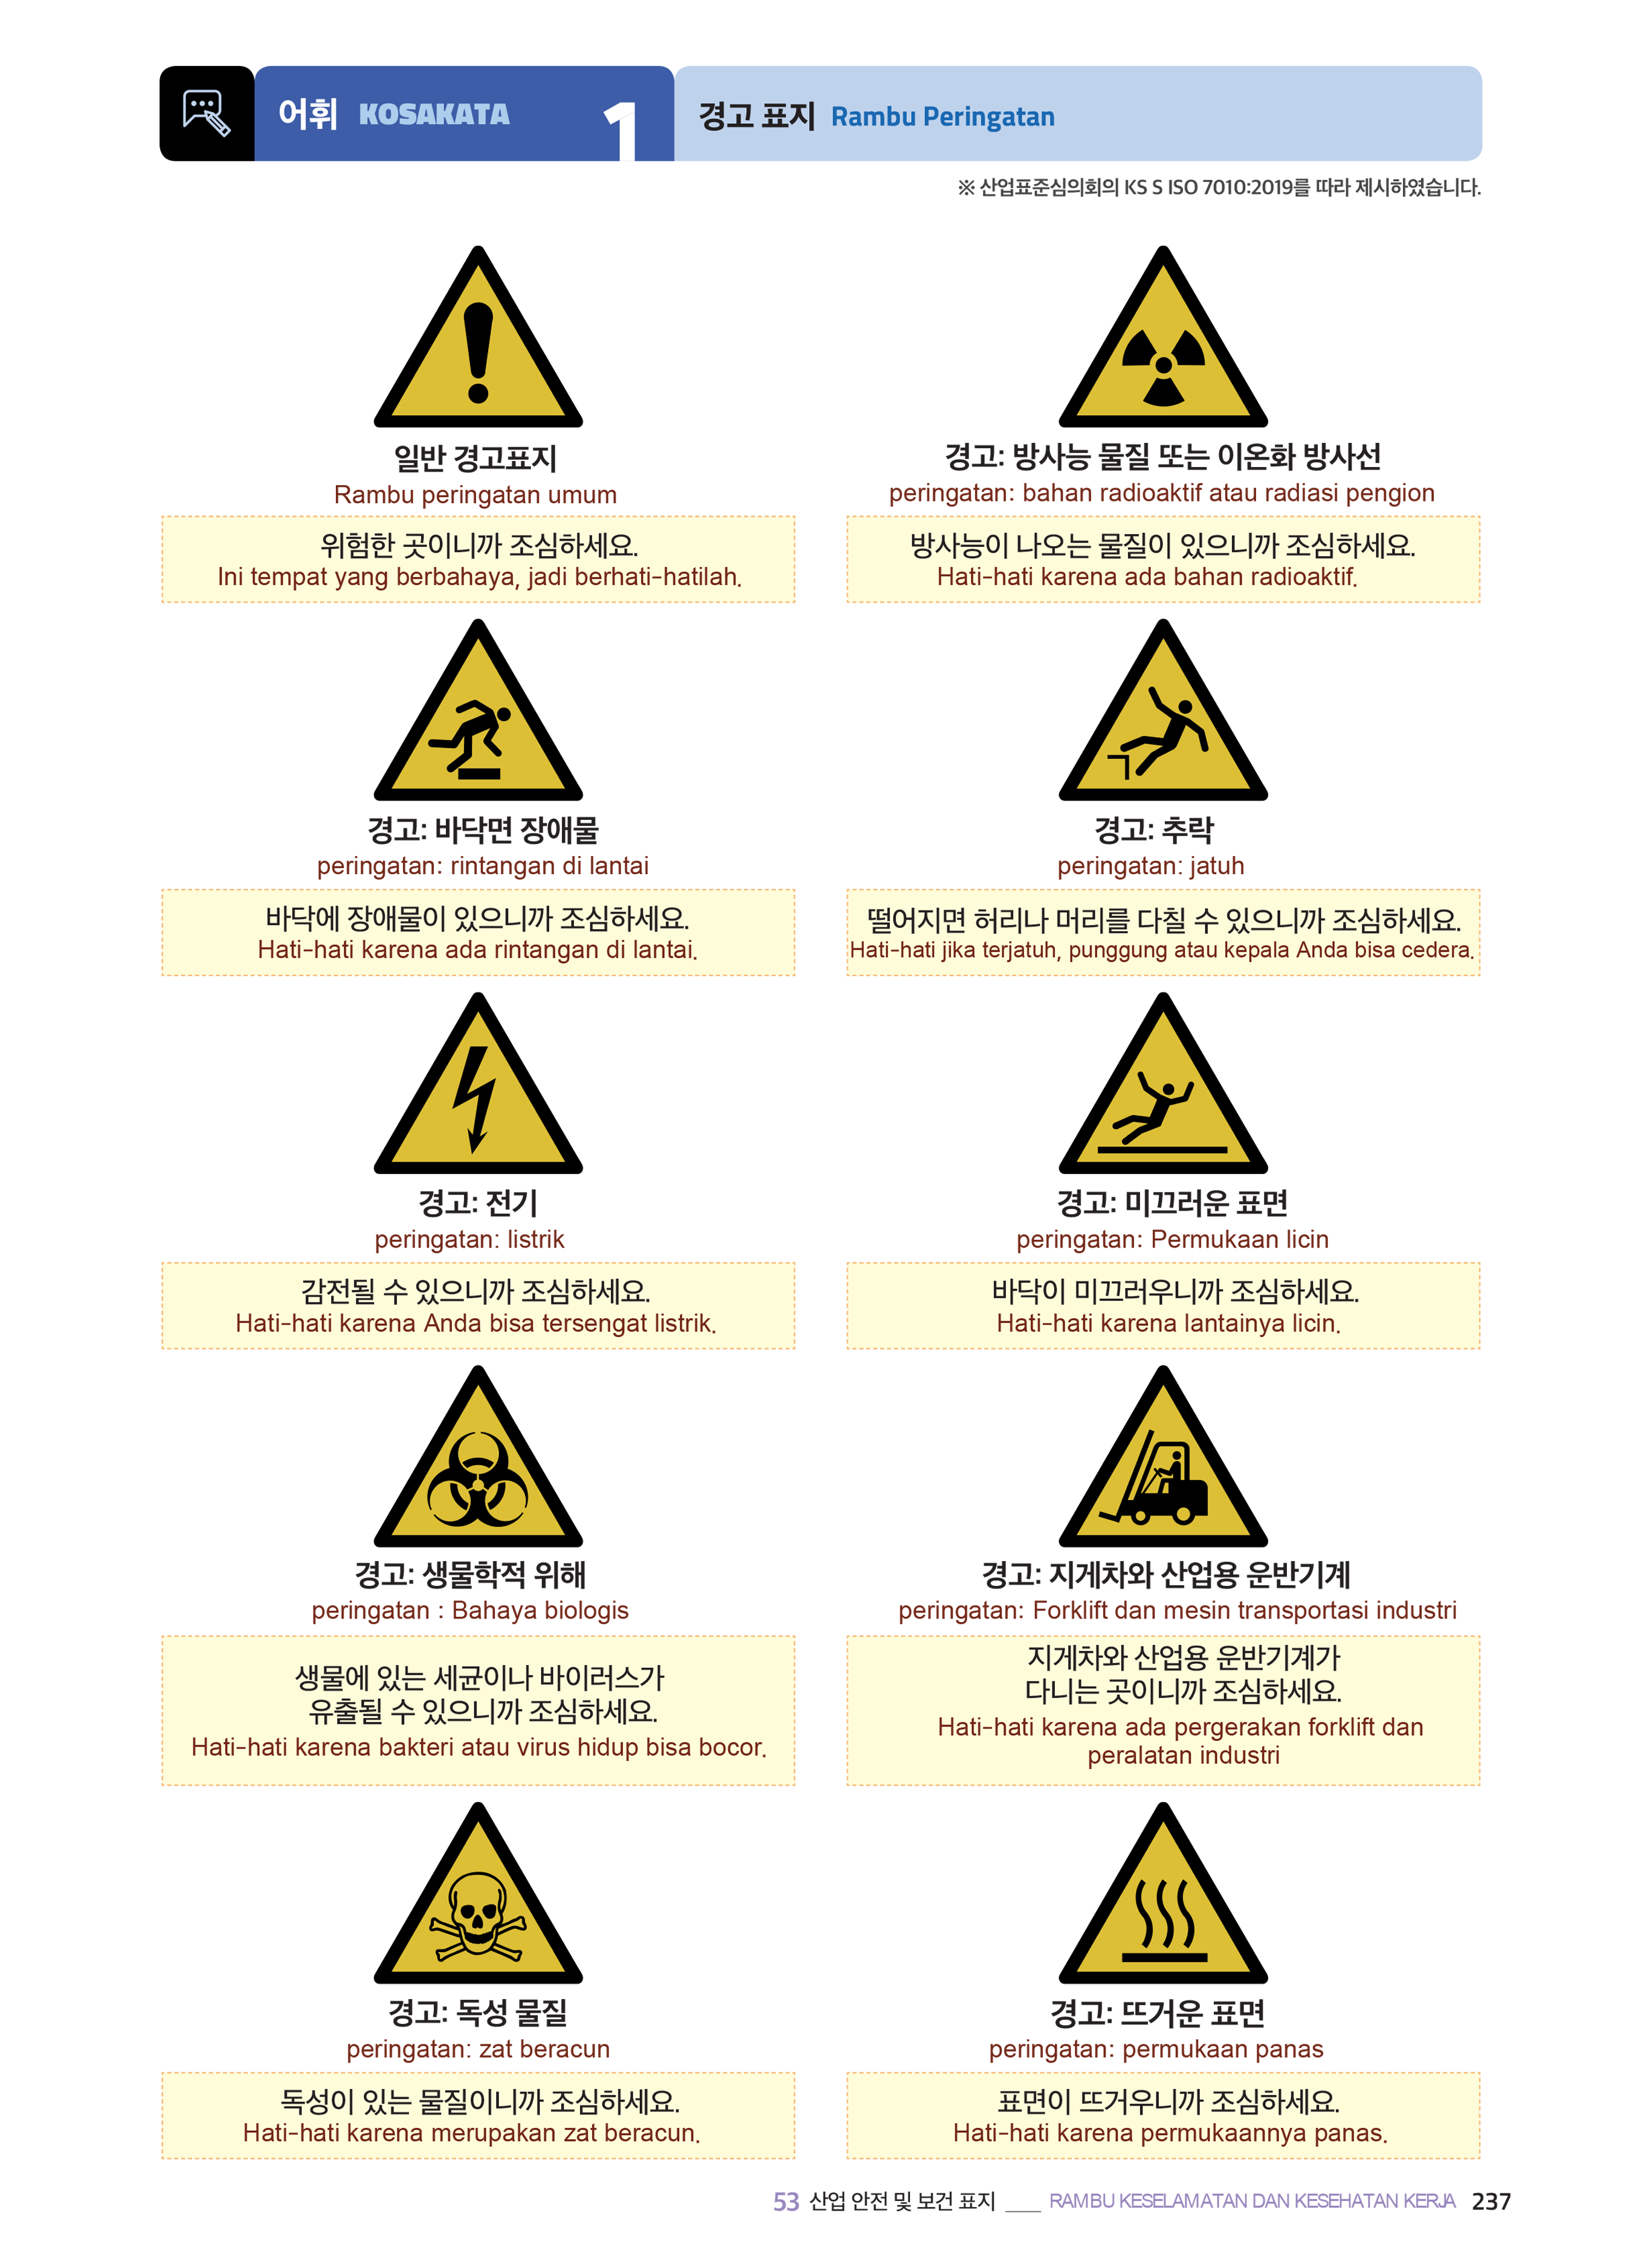 어휘 KOSAKATA 1 경고 표지 Rambu Peringatan
※ 산업표준심의회의 KS S ISO 7010:2019를 따라 제시하였습니다.
일반 경고표지
Rambu peringatan umum
위험한 곳이니까 조심하세요.
Ini tempat yang berbahaya, jadi berhati-hatilah.
경고: 방사능 물질 또는 이온화 방사선
peringatan: bahan radioaktif atau radiasi pengion
방사능이 나오는 물질이 있으니까 조심하세요.
Hati-hati karena ada bahan radioaktif.
경고: 바닥면 장애물
peringatan: rintangan di lantai
바닥에 장애물이 있으니까 조심하세요.
Hati-hati karena ada rintangan di lantai.
경고: 추락
peringatan: jatuh
떨어지면 허리나 머리를 다칠 수 있으니까 조심하세요.
Hati-hati jika terjatuh, punggung atau kepala Anda bisa cedera.
경고: 전기
peringatan: listrik
감전될 수 있으니까 조심하세요.
Hati-hati karena Anda bisa tersengat listrik.
경고: 미끄러운 표면
peringatan: Permukaan licin
바닥이 미끄러우니까 조심하세요.
Hati-hati karena lantainya licin.
경고: 생물학적 위해
peringatan : Bahaya biologis
생물에 있는 세균이나 바이러스가
유출될 수 있으니까 조심하세요.
Hati-hati karena bakteri atau virus hidup bisa bocor.
경고: 지게차와 산업용 운반기계
peringatan: Forklift dan mesin transportasi industri
지게차와 산업용 운반기계가
다니는 곳이니까 조심하세요.
Hati-hati karena ada pergerakan forklift dan
peralatan industri
경고: 독성 물질
peringatan: zat beracun
독성이 있는 물질이니까 조심하세요.
Hati-hati karena merupakan zat beracun.
경고: 뜨거운 표면
peringatan: permukaan panas
표면이 뜨거우니까 조심하세요.
Hati-hati karena permukaannya panas.
53 산업 안전 및 보건 표지 ___ RAMBU KESELAMATAN DAN KESEHATAN KERJA 237